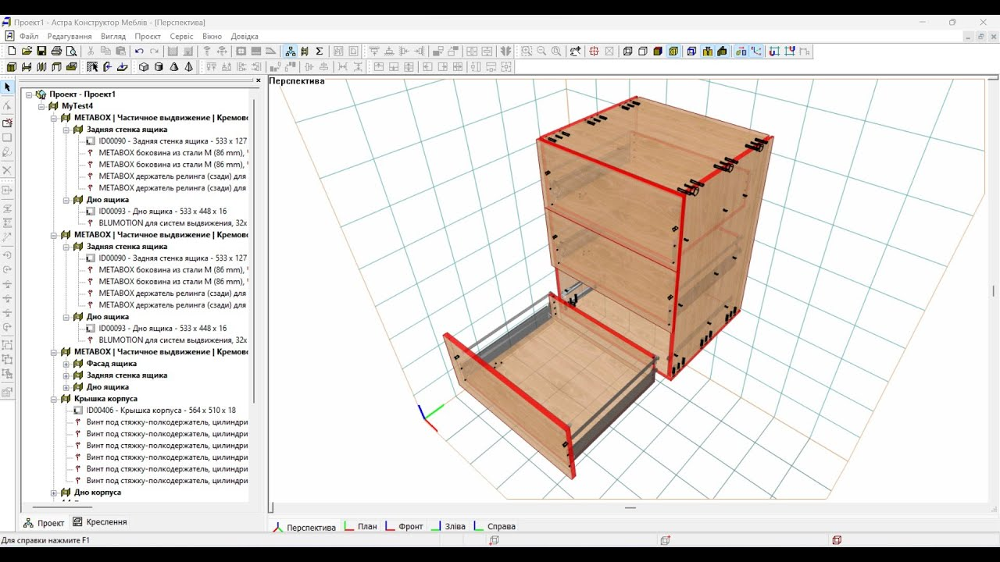 Проект1 - Астра Конструктор Меблів - [Перспектива]
Файл Редагування Вигляд Проєкт Сервіс Вікно Довідка
Перспектива
Проект - Проект1
MyTest4
METABOX | Частичное выдвижение | Кремово
Задняя стенка ящика
ID00090 - Задняя стенка ящика - 533 x 127
METABOX боковина из стали M (86 mm),
METABOX боковина из стали M (86 mm),
METABOX держатель релинга (сзади) для
METABOX держатель релинга (сзади) для
Дно ящика
ID00093 - Дно ящика - 533 x 448 x 16
BLUMOTION для систем выдвижения, 32x
METABOX | Частичное выдвижение | Кремово
Задняя стенка ящика
ID00090 - Задняя стенка ящика - 533 x 127
METABOX боковина из стали M (86 mm),
METABOX боковина из стали M (86 mm),
METABOX держатель релинга (сзади) для
METABOX держатель релинга (сзади) для
Дно ящика
ID00093 - Дно ящика - 533 x 448 x 16
BLUMOTION для систем выдвижения, 32x
METABOX | Частичное выдвижение | Кремово
Фасад ящика
Задняя стенка ящика
Дно ящика
Крышка корпуса
ID00406 - Крышка корпуса - 564 x 510 x 18
Винт под стяжку-полкодержатель, цилиндри
Винт под стяжку-полкодержатель, цилиндри
Винт под стяжку-полкодержатель, цилиндри
Винт под стяжку-полкодержатель, цилиндри
Винт под стяжку-полкодержатель, цилиндри
Винт под стяжку-полкодержатель, цилиндри
Дно корпуса
Проект Креслення
Перспектива План Фронт Зліва Справа
Для справки нажмите F1